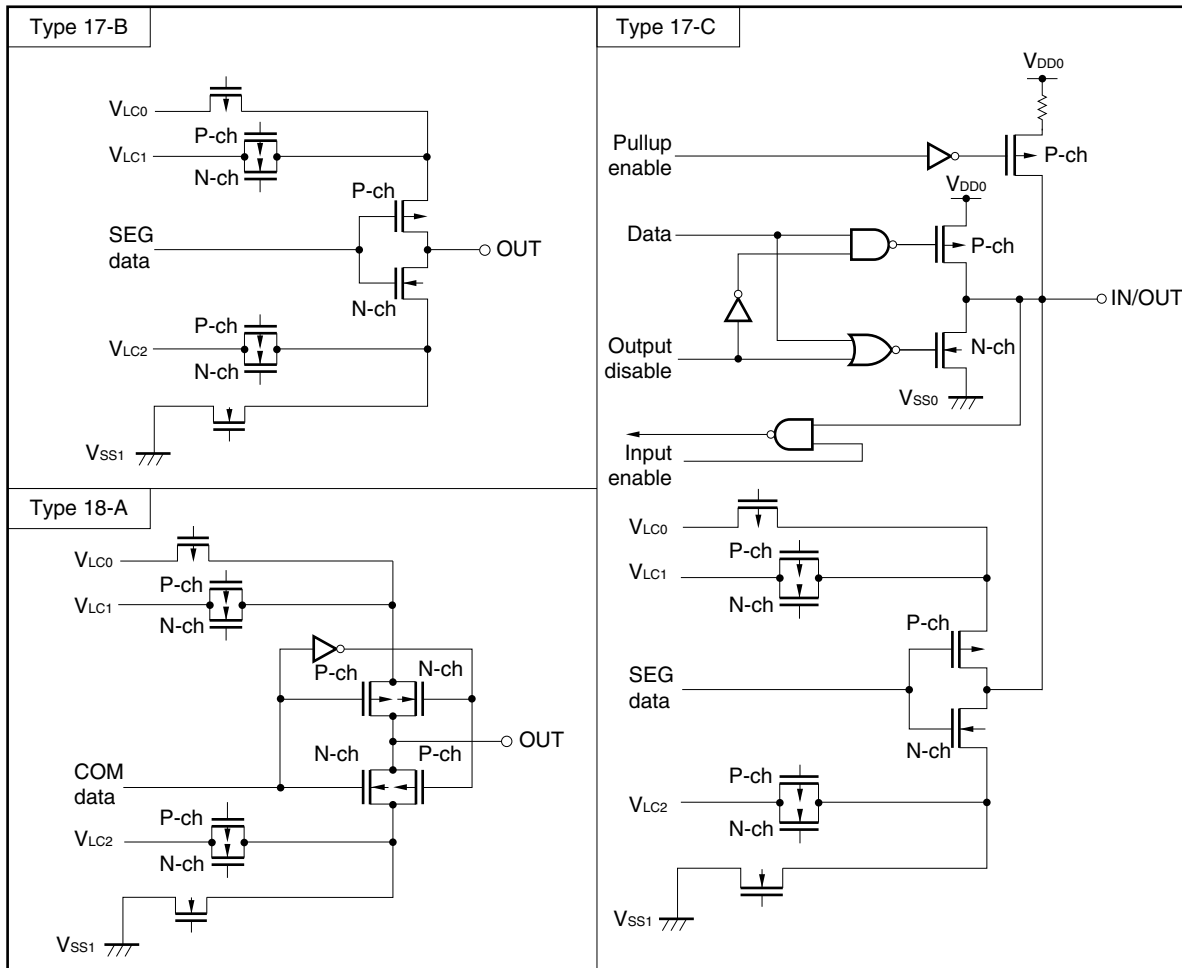 Type 17-B
VLC0
P-ch
VLC1
N-ch
P-ch
SEG
data
OUT
N-ch
P-ch
VLC2
N-ch
VSS1
Type 18-A
VLC0
P-ch
VLC1
N-ch
P-ch
N-ch
OUT
N-ch
P-ch
COM
data
P-ch
VLC2
N-ch
VSS1
Type 17-C
VDD0
Pullup
enable
P-ch
VDD0
Data
P-ch
IN/OUT
Output
disable
N-ch
VSS0
Input
enable
VLC0
P-ch
VLC1
N-ch
P-ch
SEG
data
N-ch
P-ch
VLC2
N-ch
VSS1